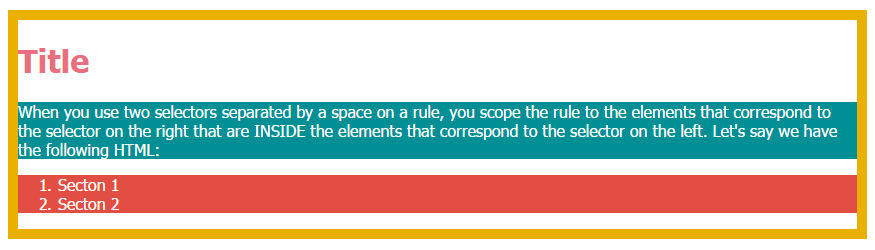 Title
When you use two selectors separated by a space on a rule, you scope the rule to the elements that correspond to
the selector on the right that are INSIDE the elements that correspond to the selector on the left. Let's say we have
the following HTML:
1. Secton 1
2. Secton 2